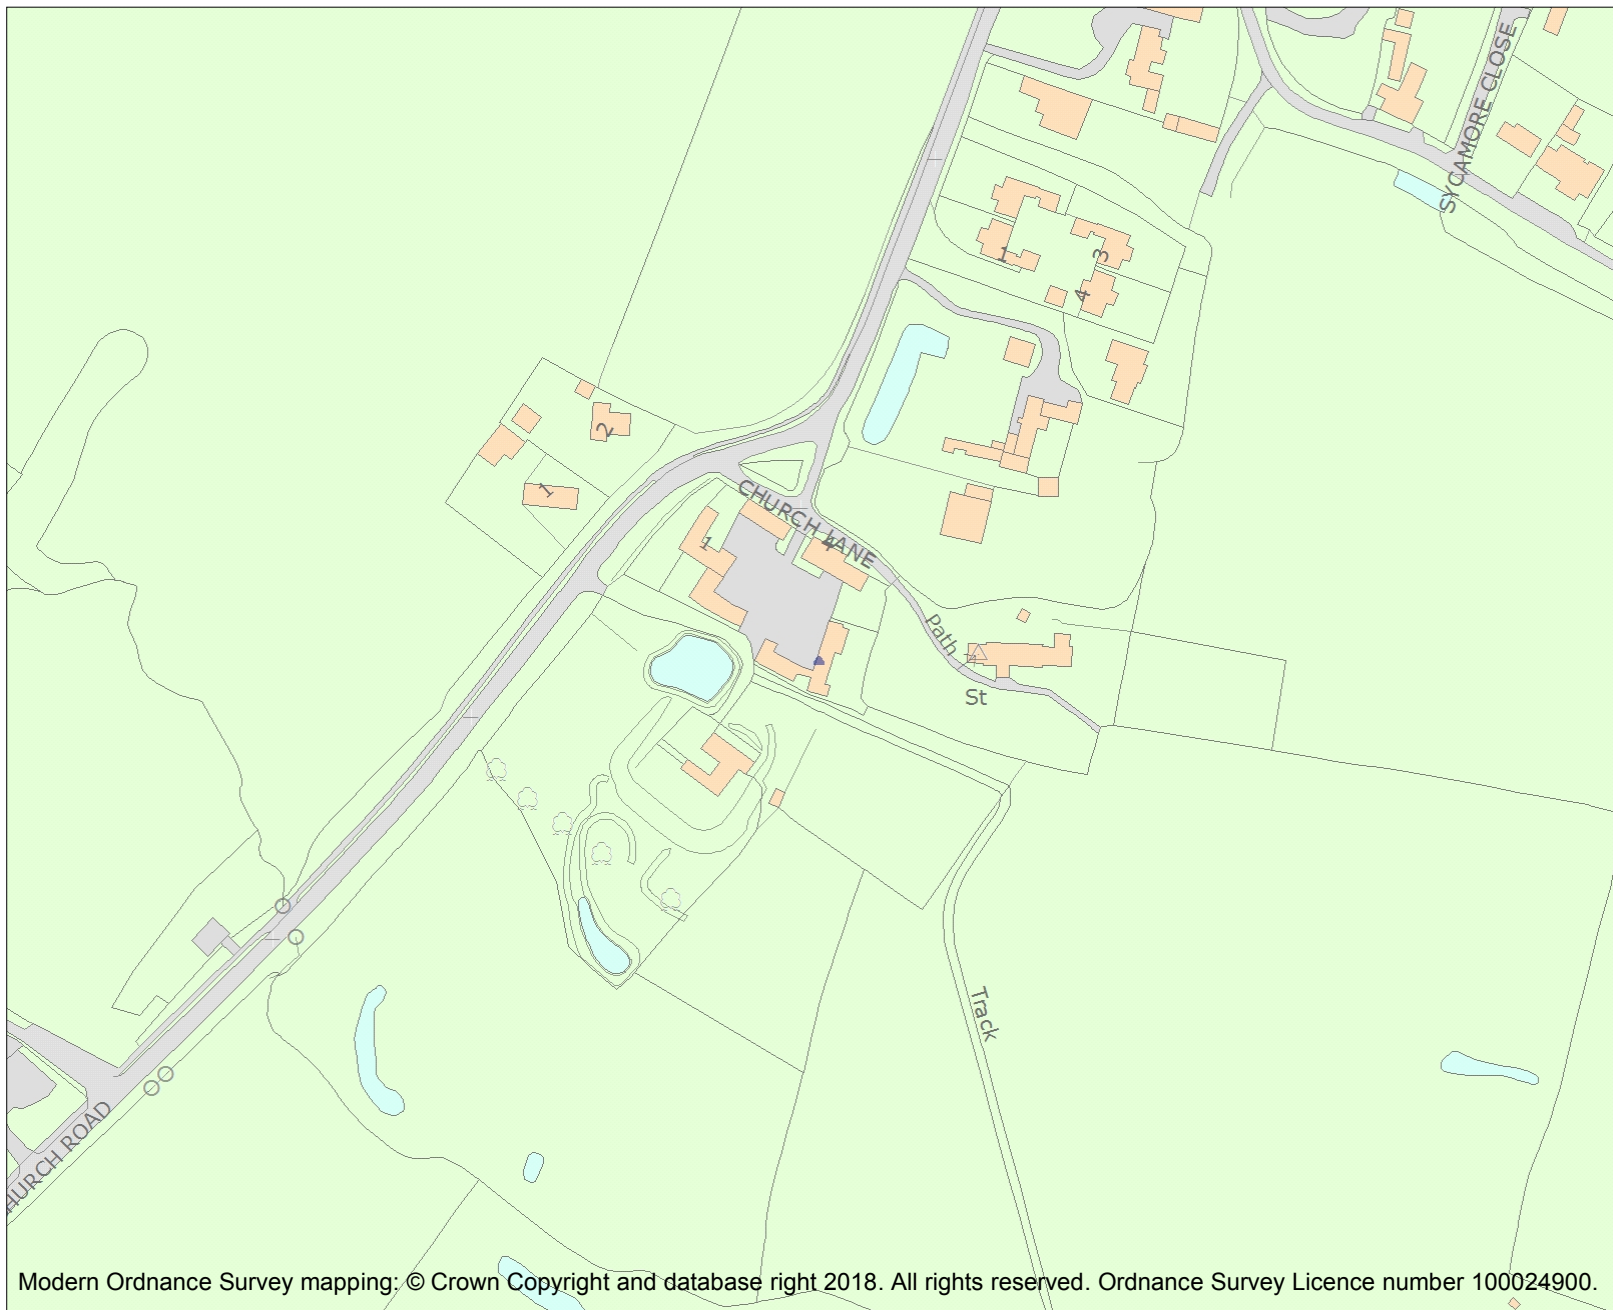 SYCAMORE CLOSE
1
3
4
2
1
CHURCH LANE
1
4
Path
St
Track
HURCH ROAD
Modern Ordnance Survey mapping: © Crown Copyright and database right 2018. All rights reserved. Ordnance Survey Licence number 100024900.